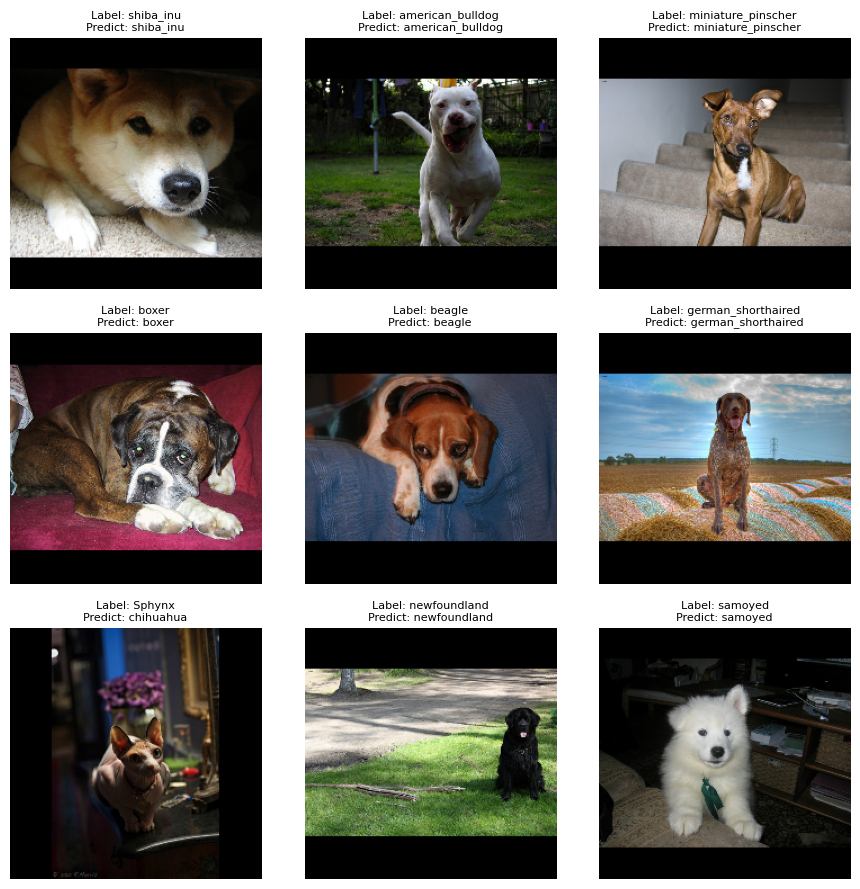 Label: shiba_inu
Predict: shiba_inu
Label: american_bulldog
Predict: american_bulldog
Label: miniature_pinscher
Predict: miniature_pinscher
Label: boxer
Predict: boxer
Label: beagle
Predict: beagle
Label: german_shorthaired
Predict: german_shorthaired
Label: Sphynx
Predict: chihuahua
Label: newfoundland
Predict: newfoundland
Label: samoyed
Predict: samoyed